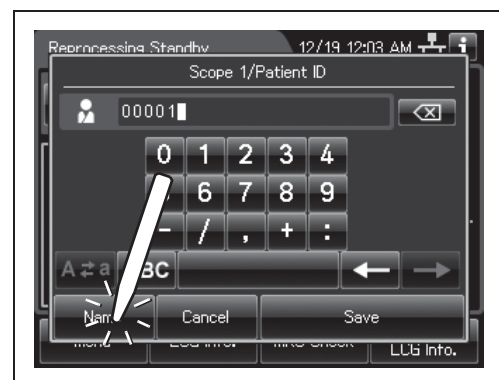 Reprocessing Standby 12/19 12:03 AM i
Scope 1/Patient ID
00001
0 1 2 3 4
6 7 8 9
- / , + :
A⇄a BC
Cancel Save
LCG Info.